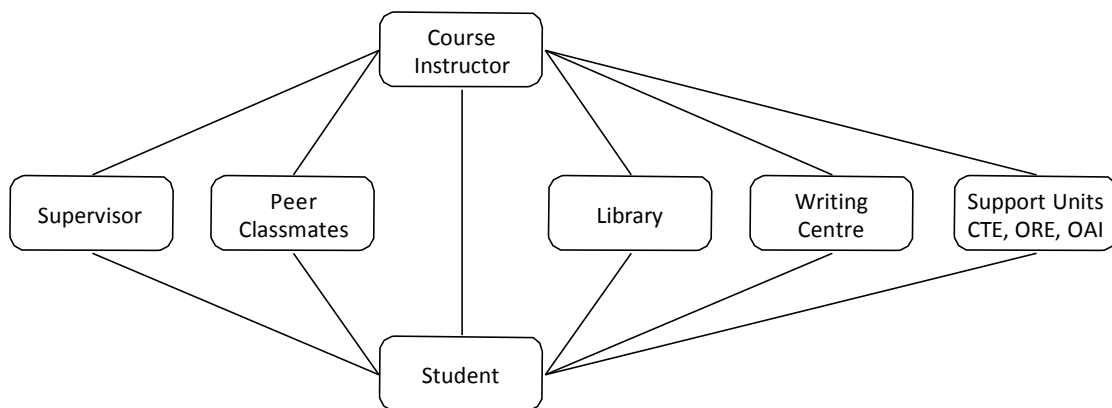 Course
Instructor
Supervisor
Peer
Classmates
Library
Writing
Centre
Support Units
CTE, ORE, OAI
Student